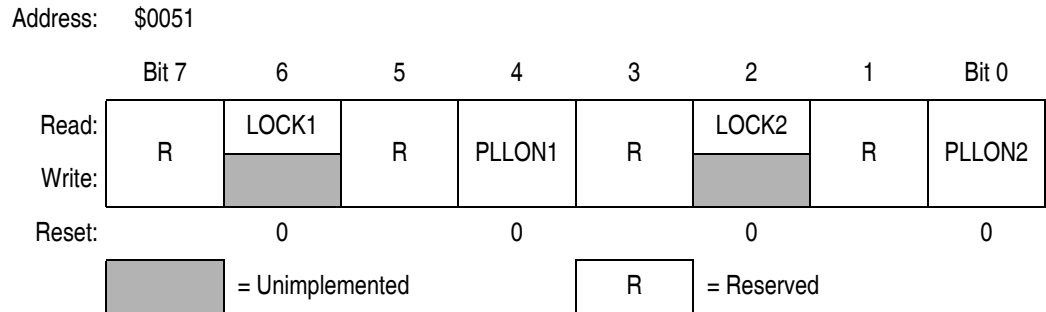 Address: $0051
Bit 7 6 5 4 3 2 1 Bit 0
Read: LOCK1 LOCK2
R R PLLON1 R R PLLON2
Write:
Reset: 0 0 0 0
= Unimplemented R = Reserved